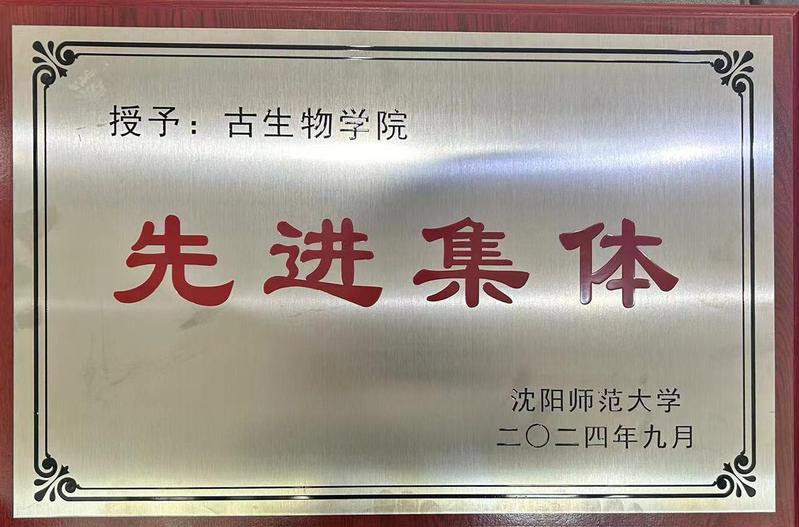 授予：古生物学院
先进集体
沈阳师范大学
二〇二四年九月